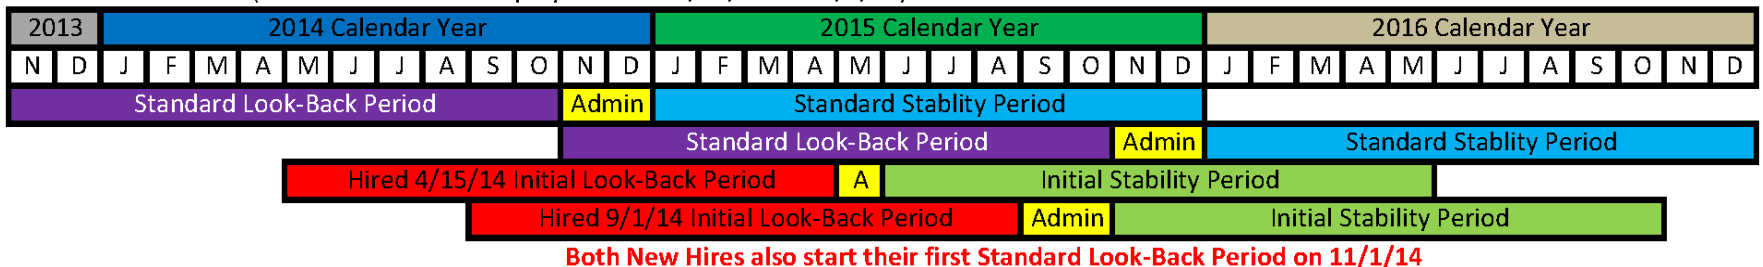 2013 2014 Calendar Year 2015 Calendar Year 2016 Calendar Year
N D J F M A M J J A S O N D J F M A M J J A S O N D J F M A M J J A S O N D
Standard Look-Back Period Admin Standard Stablity Period
Standard Look-Back Period Admin Standard Stablity Period
Hired 4/15/14 Initial Look-Back Period A Initial Stability Period
Hired 9/1/14 Initial Look-Back Period Admin Initial Stability Period
Both New Hires also start their first Standard Look-Back Period on 11/1/14